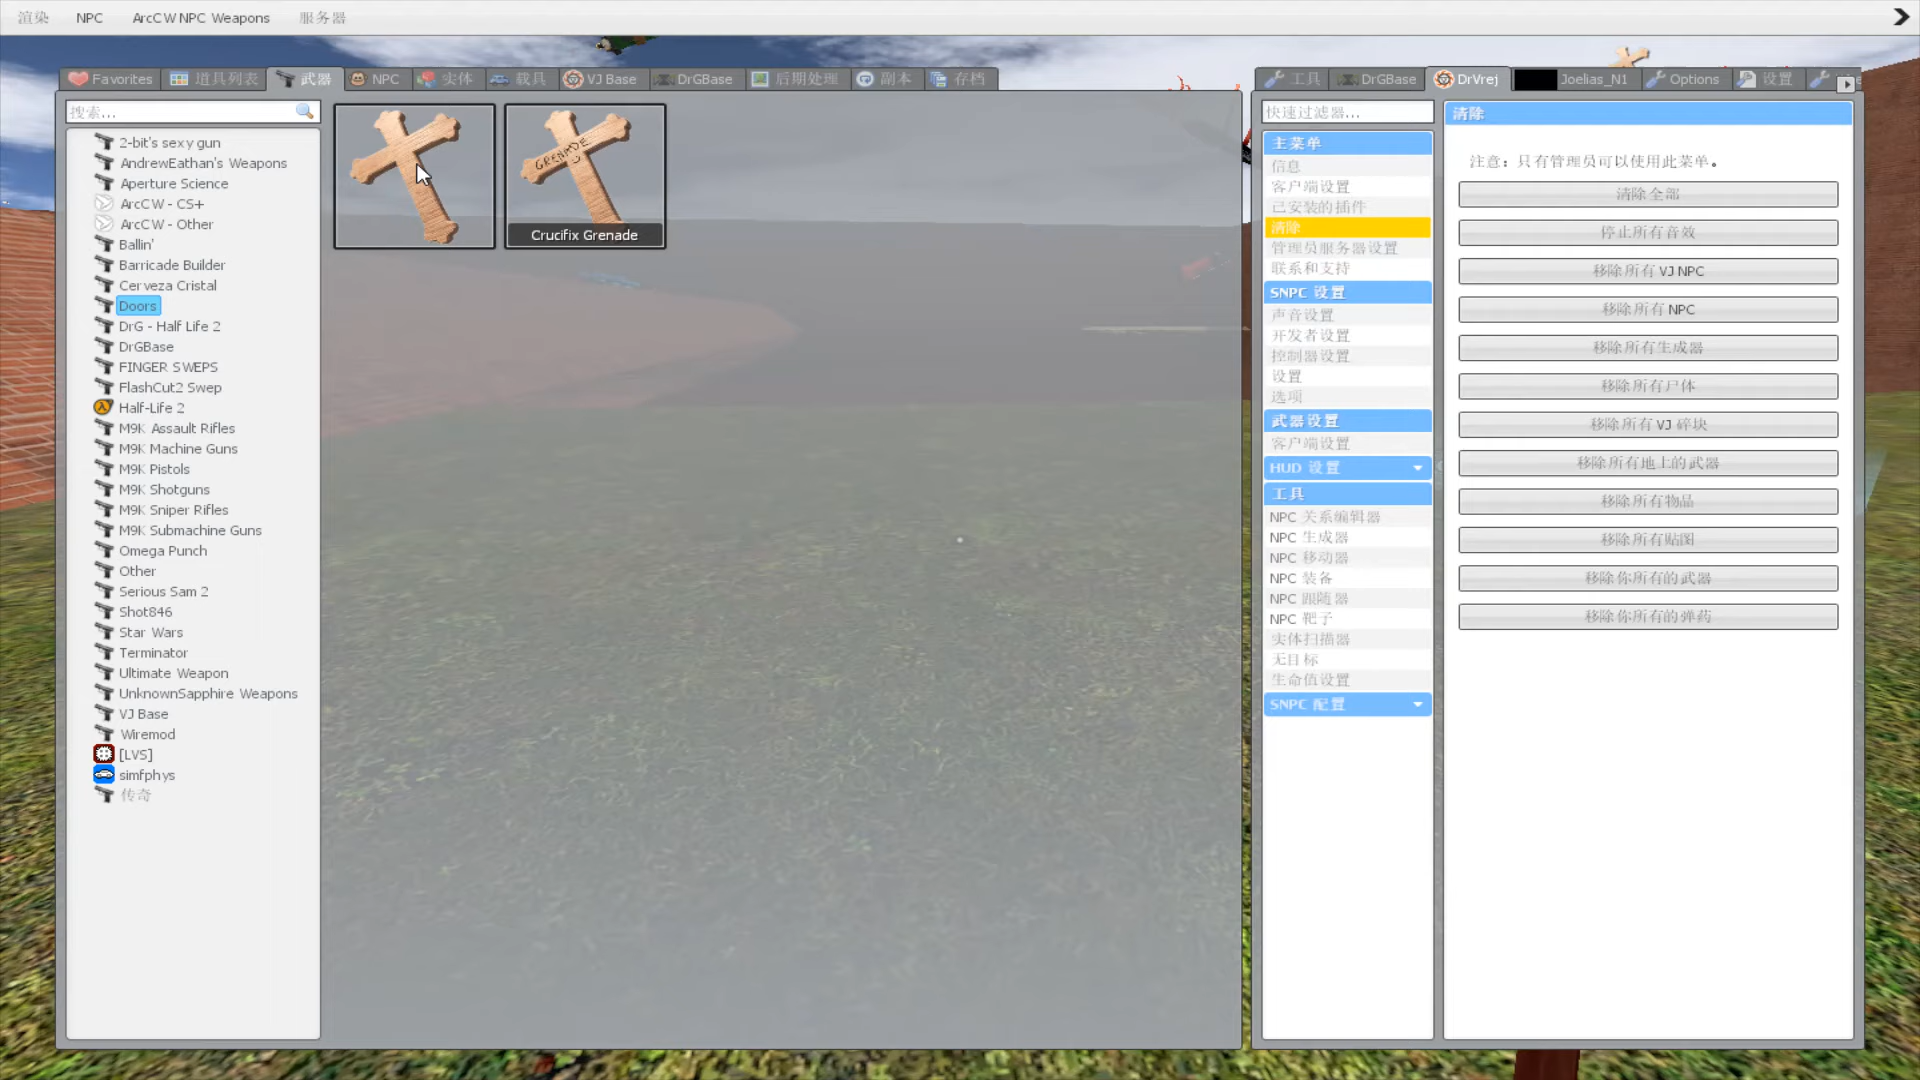 渲染 NPC ArcCW NPC Weapons 服务器
Favorites 道具列表 武器 NPC 实体 载具 VJ Base DrGBase 后期处理 副本 存档
搜索...
2-bit's sexy gun
AndrewEathan's Weapons
Aperture Science
ArcCW - CS+
ArcCW - Other
Ballin'
Barricade Builder
Cerveza Cristal
Doors
DrG - Half Life 2
DrGBase
FINGER SWEPS
FlashCut2 Swep
Half-Life 2
M9K Assault Rifles
M9K Machine Guns
M9K Pistols
M9K Shotguns
M9K Sniper Rifles
M9K Submachine Guns
Omega Punch
Other
Serious Sam 2
Shot846
Star Wars
Terminator
Ultimate Weapon
UnknownSapphire Weapons
VJ Base
Wiremod
[LVS]
simfphys
传奇
GRENADE
Crucifix Grenade
工具 DrGBase DrVrej Joelias_N1 Options 设置
快速过滤器...
主菜单
信息
客户端设置
已安装的插件
清除
管理员服务器设置
联系和支持
SNPC 设置
声音设置
开发者设置
控制器设置
设置
选项
武器设置
客户端设置
HUD 设置
工具
NPC 关系编辑器
NPC 生成器
NPC 移动器
NPC 装备
NPC 跟随器
NPC 靶子
实体扫描器
无目标
生命值设置
SNPC 配置
清除
注意：只有管理员可以使用此菜单。
清除全部
停止所有音效
移除所有 VJ NPC
移除所有 NPC
移除所有生成器
移除所有尸体
移除所有 VJ 碎块
移除所有地上的武器
移除所有物品
移除所有贴图
移除你所有的武器
移除你所有的弹药